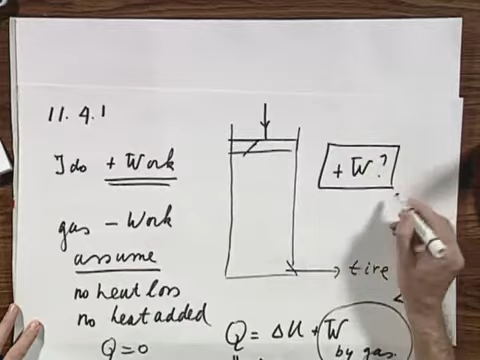 11.4.1
I do + Work
gas - Work
assume
no heat loss
no heat added
Q = 0
+ W?
tire
Q = ΔU + W
by gas.